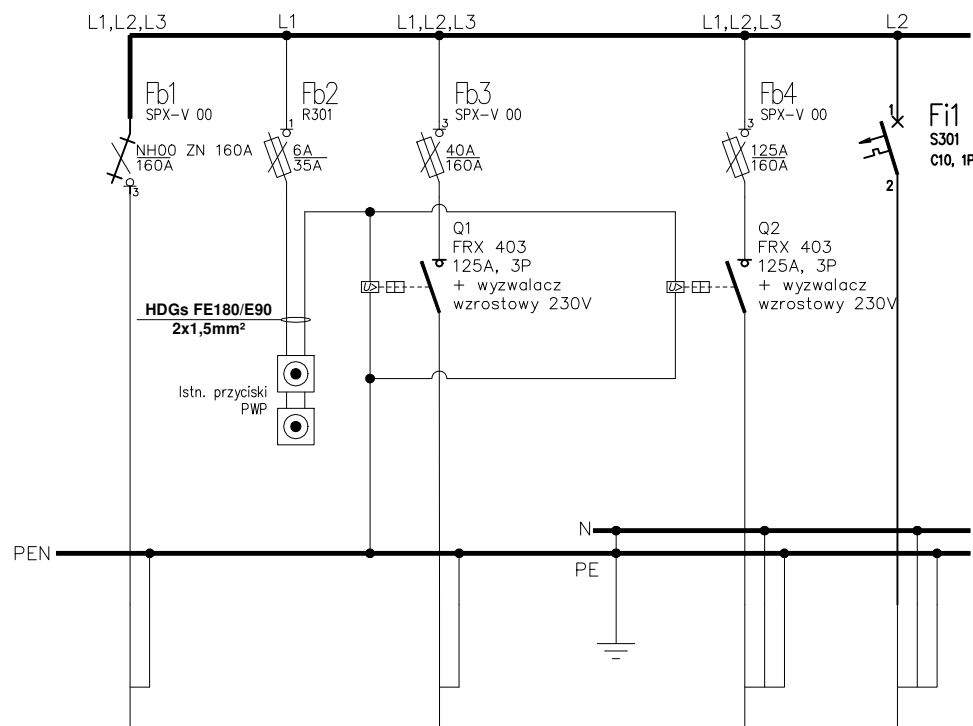 L1,L2,L3
L1
L1,L2,L3
L1,L2,L3
L2
Fb1
SPX-V 00
NH00 ZN 160A
160A
3
Fb2
R301
1
6A
35A
Fb3
SPX-V 00
3
40A
160A
Fb4
SPX-V 00
3
125A
160A
1
Fi1
S301
C10, 1P
2
Q1
FRX 403
125A, 3P
+ wyzwalacz
wzrostowy 230V
Q2
FRX 403
125A, 3P
+ wyzwalacz
wzrostowy 230V
U>
U>
HDGs FE180/E90
2x1,5mm²
Istn. przyciski
PWP
N
PEN
PE